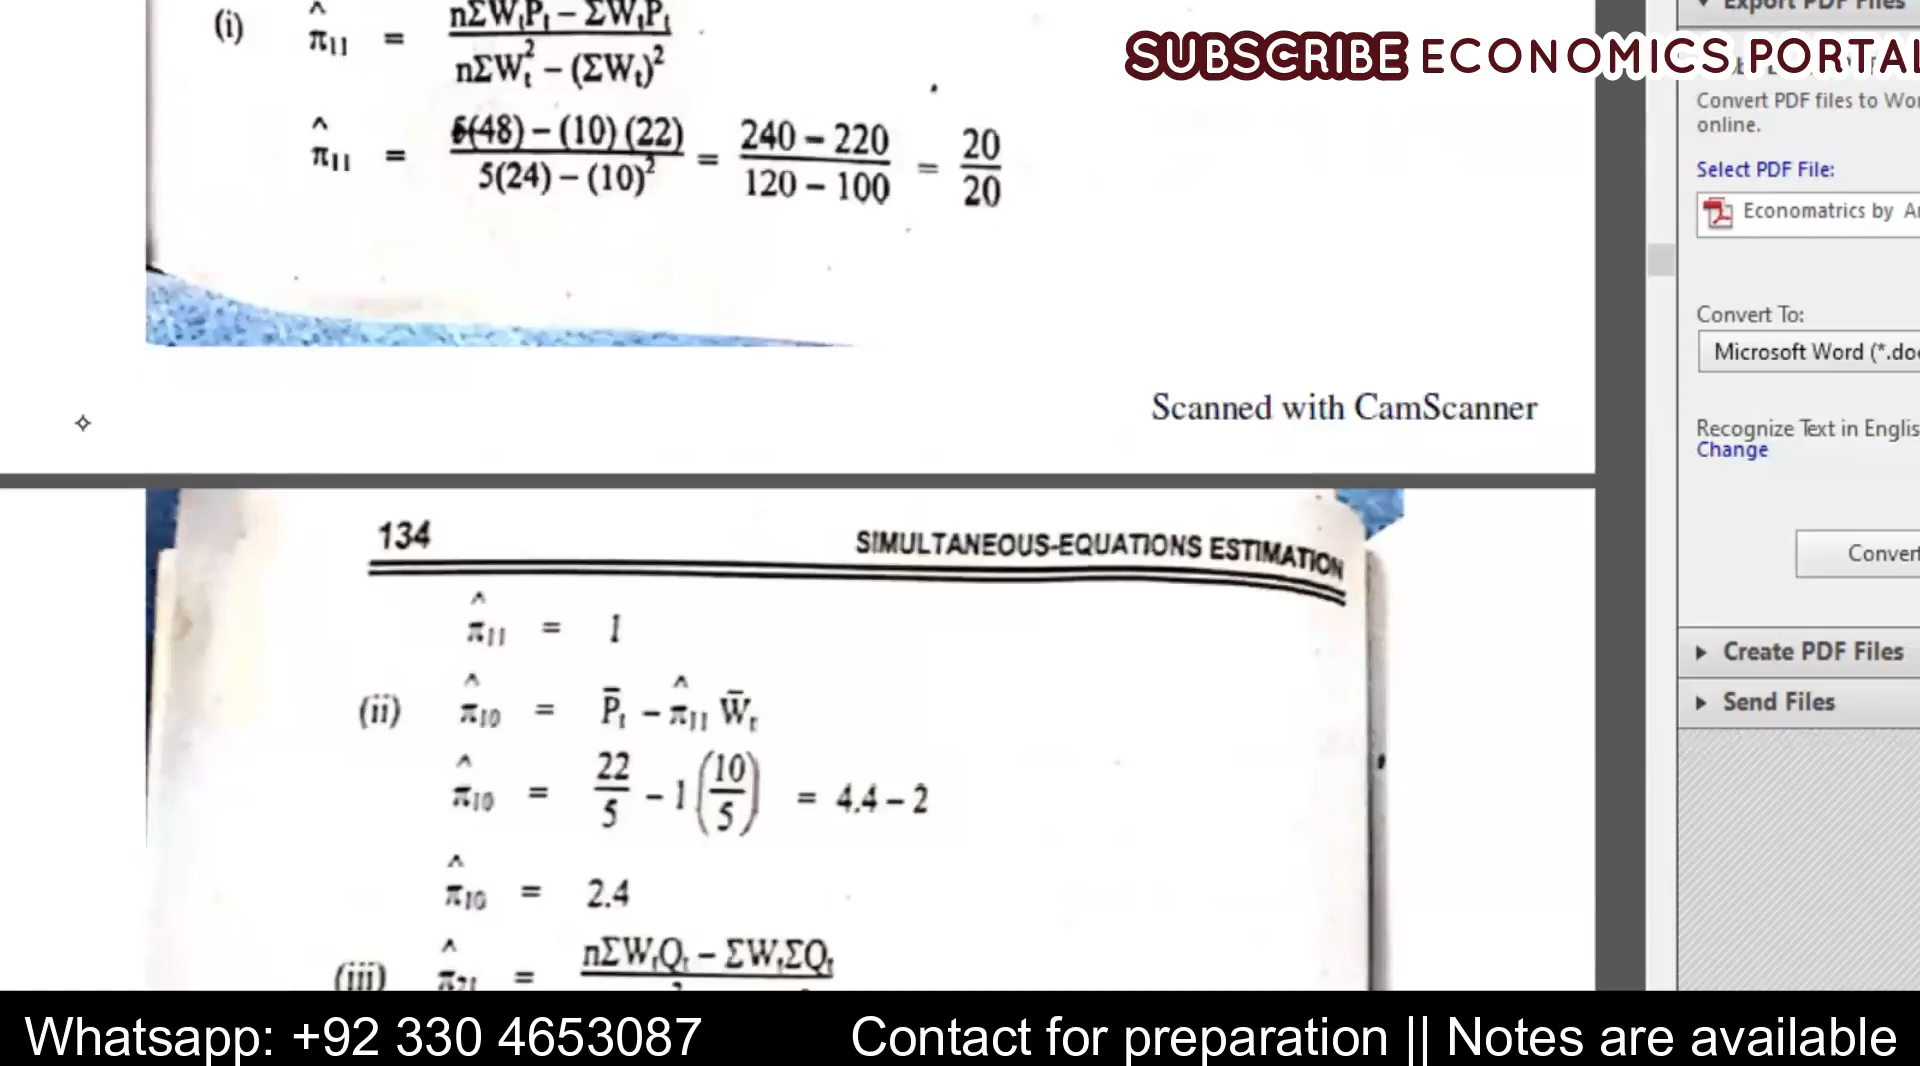 (i) π̂₁₁ = nΣWₜPₜ – ΣWₜPₜ / nΣWₜ² – (ΣWₜ)²
π̂₁₁ = 5(48) – (10) (22) / 5(24) – (10)² = 240 – 220 / 120 – 100 = 20 / 20
Scanned with CamScanner
134 SIMULTANEOUS-EQUATIONS ESTIMATION
π̂₁₁ = 1
(ii) π̂₁₀ = P̄ₜ – π̂₁₁ W̄ₜ
π̂₁₀ = 22 / 5 – 1 (10 / 5) = 4.4 – 2
π̂₁₀ = 2.4
(iii) π̂₂₁ = nΣWₜQₜ – ΣWₜΣQₜ
SUBSCRIBE ECONOMICS PORTAL
Export PDF Files
Convert PDF files to Wor
online.
Select PDF File:
Economatrics by
Convert To:
Microsoft Word (*.do
Recognize Text in Englis
Change
Convert
Create PDF Files
Send Files
Whatsapp: +92 330 4653087 Contact for preparation || Notes are available